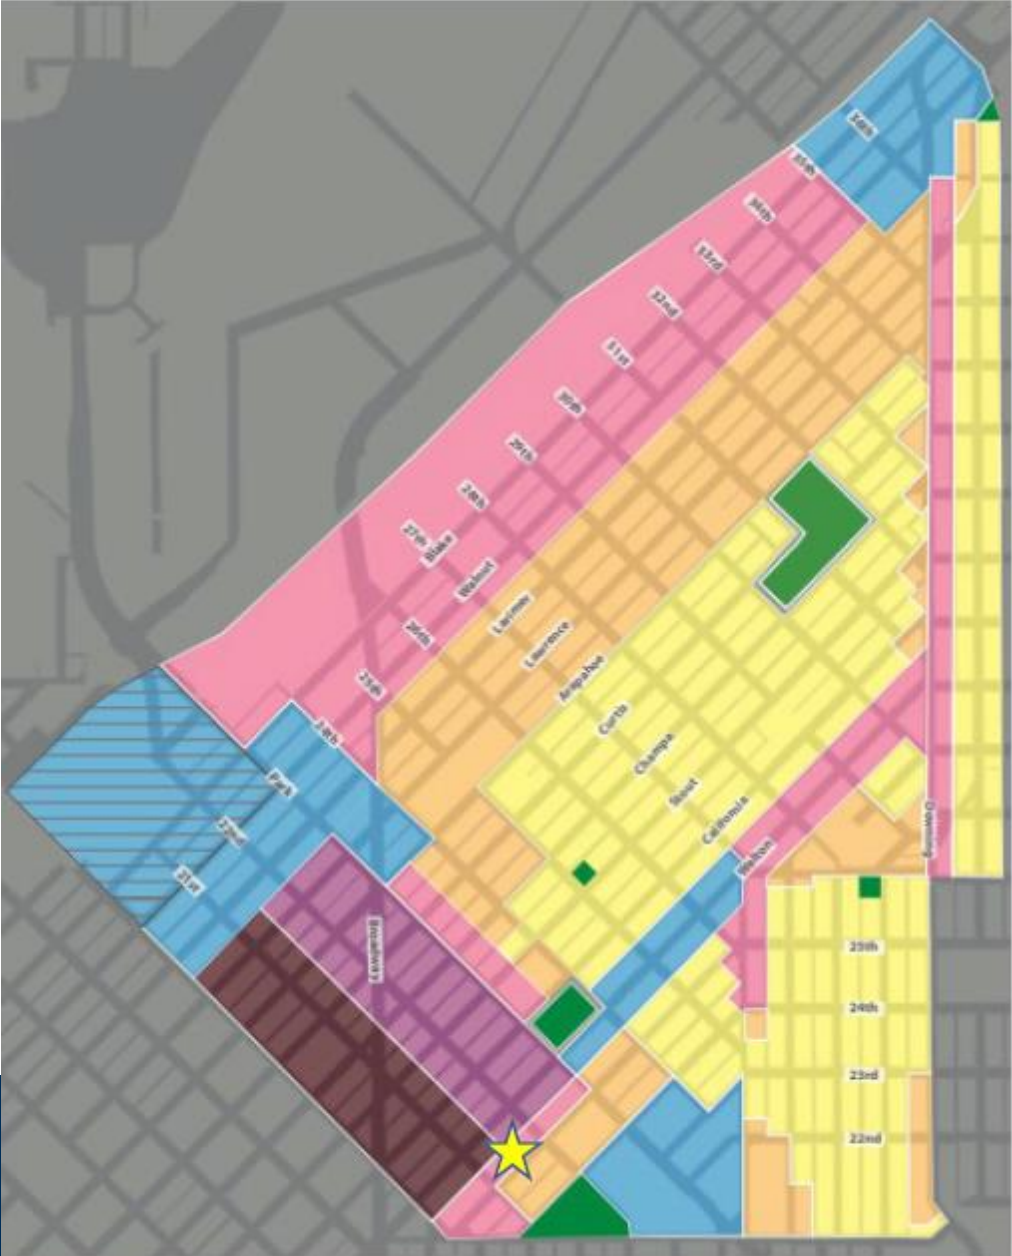 36th
35th
34th
33rd
32nd
31st
30th
29th
28th
27th
Blake
Walnut
Larimer
26th
Lawrence
Arapahoe
25th
Curtis
24th
Champa
Park
Stout
California
22nd
Welton
Downing
21st
Broadway
25th
24th
23rd
22nd